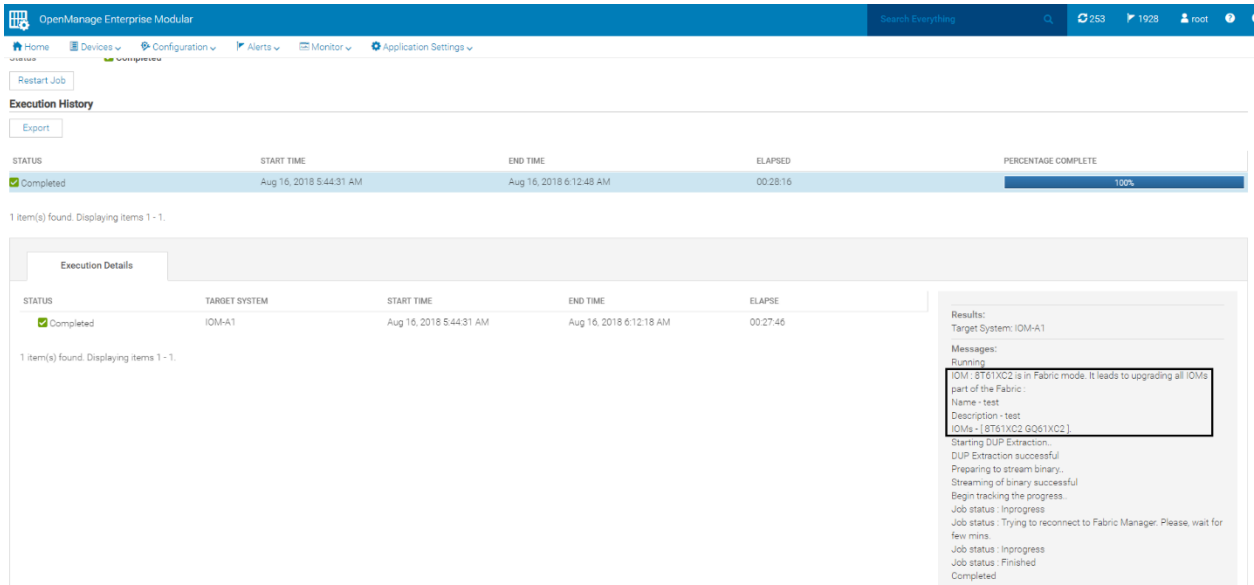 OpenManage Enterprise Modular
Search Everything
253
1928
root
?
Home Devices Configuration Alerts Monitor Application Settings
Status Completed
Restart Job
Execution History
Export
STATUS START TIME END TIME ELAPSED PERCENTAGE COMPLETE
Completed Aug 16, 2018 5:44:31 AM Aug 16, 2018 6:12:48 AM 00:28:16 100%
1 item(s) found. Displaying items 1 - 1.
Execution Details
STATUS TARGET SYSTEM START TIME END TIME ELAPSE
Completed IOM-A1 Aug 16, 2018 5:44:31 AM Aug 16, 2018 6:12:18 AM 00:27:46
1 item(s) found. Displaying items 1 - 1.
Results:
Target System: IOM-A1
Messages:
Running
IOM : 8T61XC2 is in Fabric mode. It leads to upgrading all IOMs
part of the Fabric :
Name - test
Description - test
IOMs - [ 8T61XC2 GQ61XC2 ].
Starting DUP Extraction..
DUP Extraction successful
Preparing to stream binary..
Streaming of binary successful
Begin tracking the progress..
Job status : Inprogress
Job status : Trying to reconnect to Fabric Manager. Please, wait for
few mins.
Job status : Inprogress
Job status : Finished
Completed